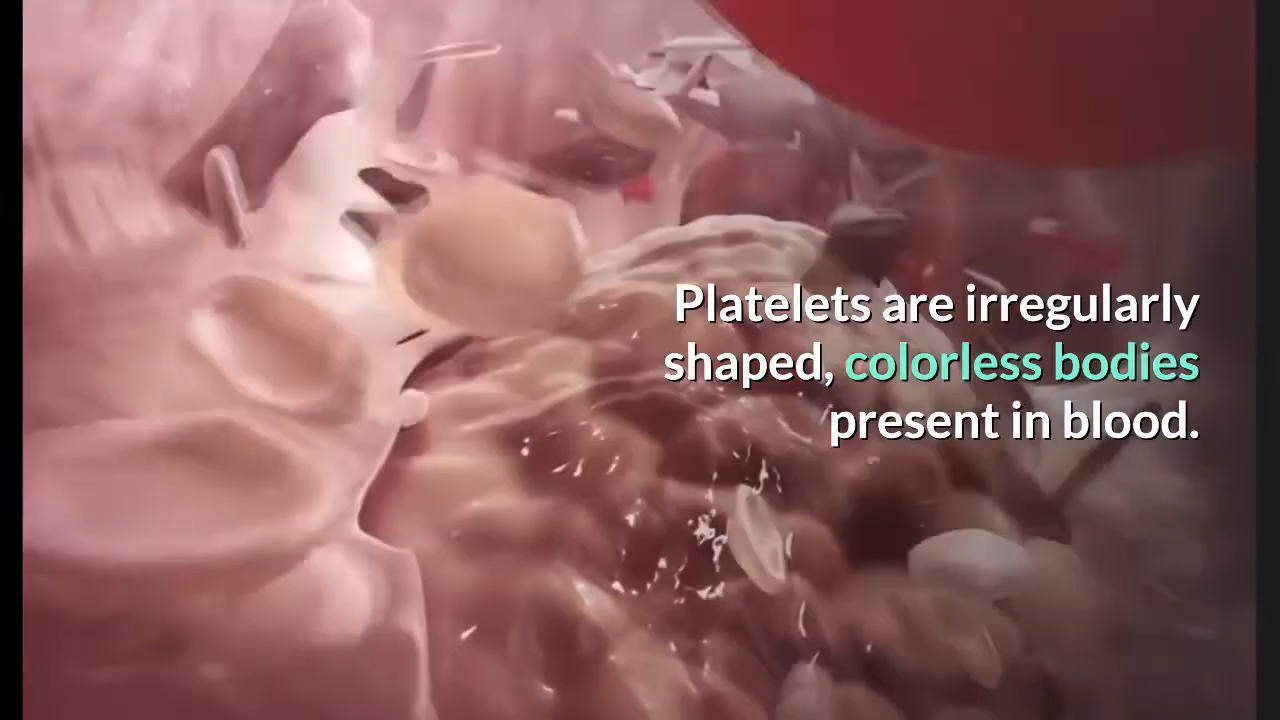 Platelets are irregularly
shaped, colorless bodies
present in blood.